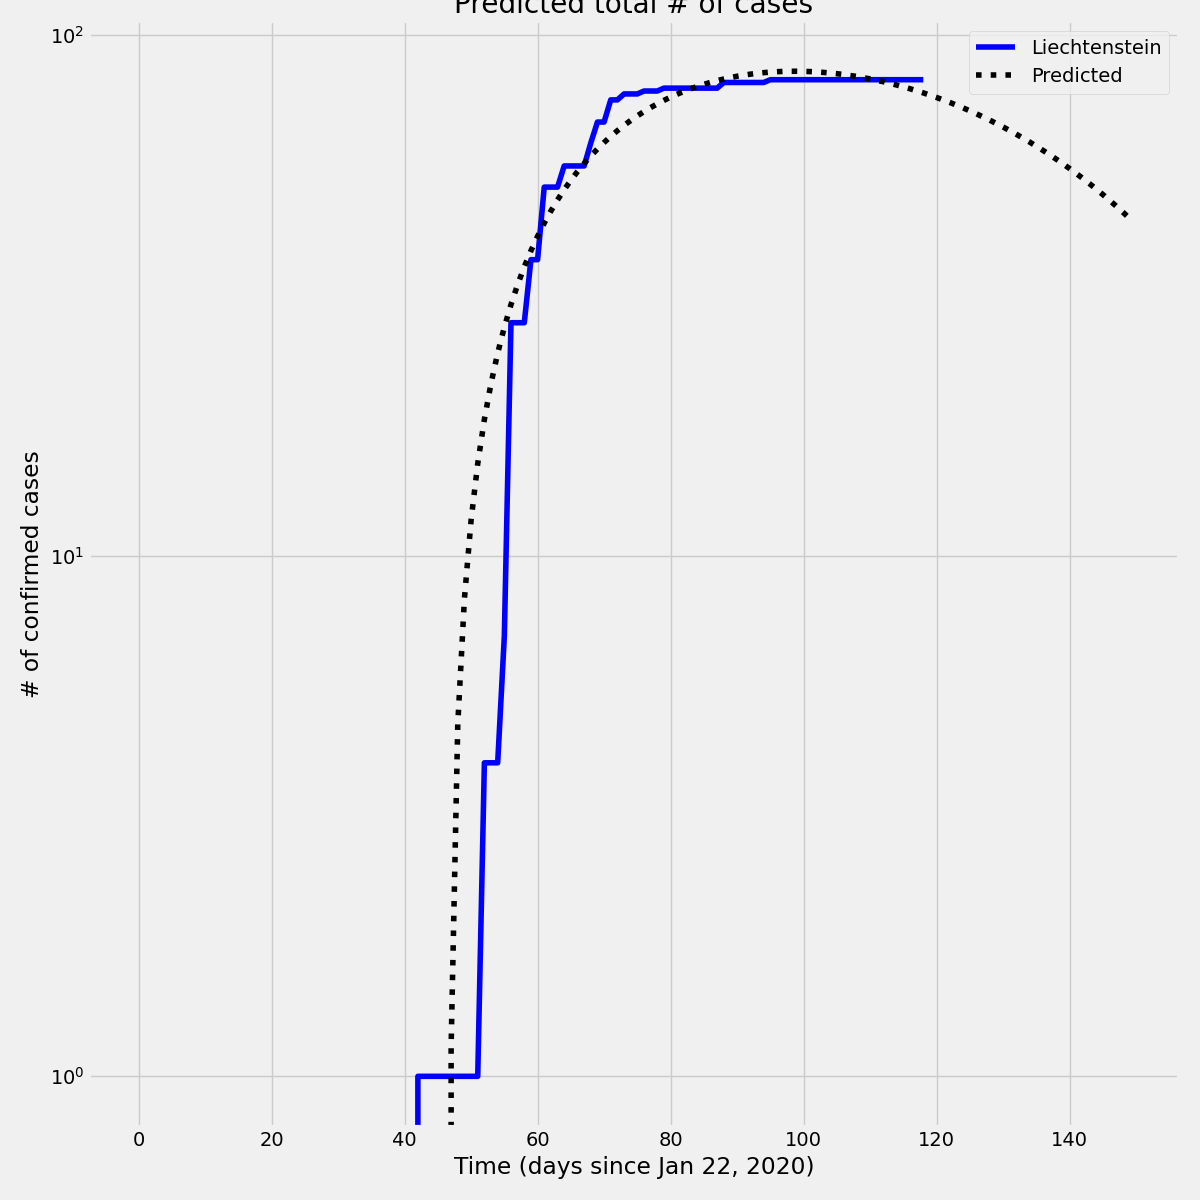 Predicted total # of cases
Liechtenstein
Predicted
10²
10¹
10⁰
# of confirmed cases
0 20 40 60 80 100 120 140
Time (days since Jan 22, 2020)